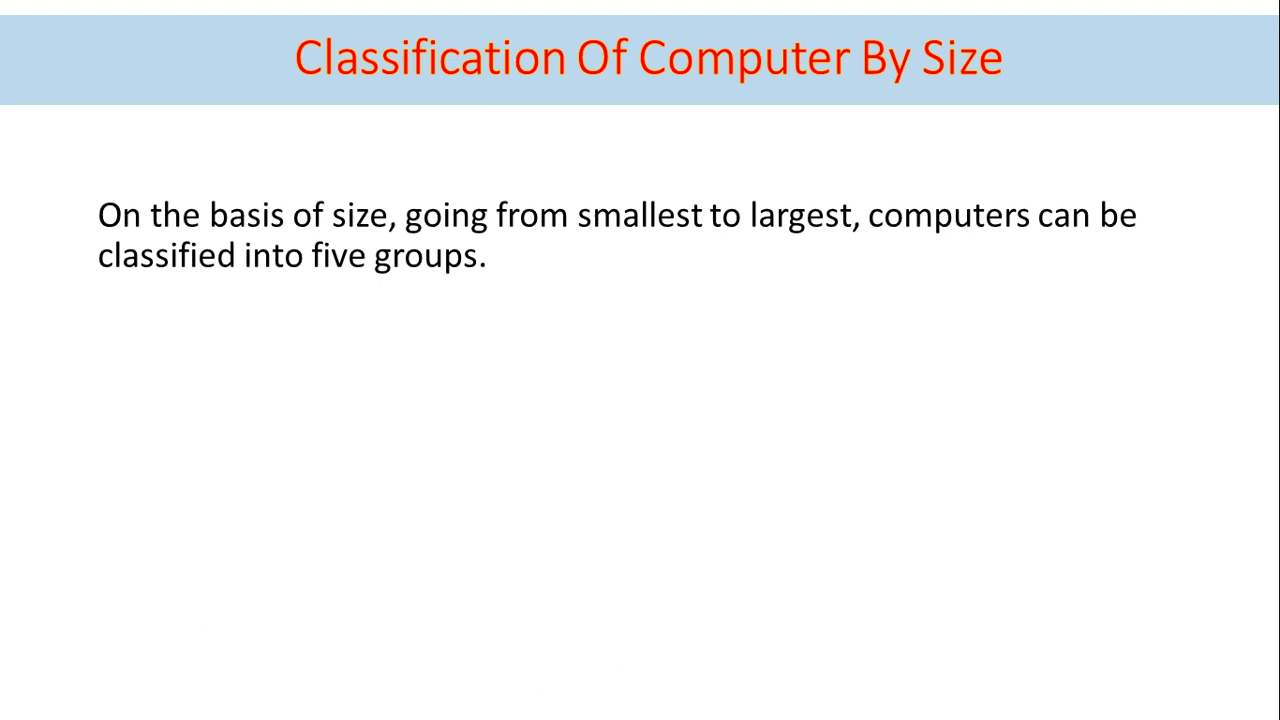 Classification Of Computer By Size
On the basis of size, going from smallest to largest, computers can be
classified into five groups.